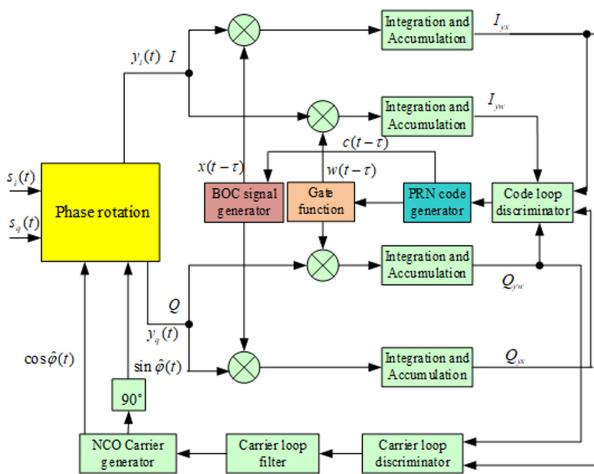 Integration and
Accumulation
I_yx
y_i(t) I
Integration and
Accumulation
I_yw
c(t−τ)
x(t−τ)
w(t−τ)
s_i(t)
s_q(t)
Phase rotation
BOC signal
generator
Gate
function
PRN code
generator
Code loop
discriminator
Integration and
Accumulation
Q_yw
Q
y_q(t)
Integration and
Accumulation
Q_yx
cosφ̂(t)
sinφ̂(t)
90°
NCO Carrier
generator
Carrier loop
filter
Carrier loop
discriminator